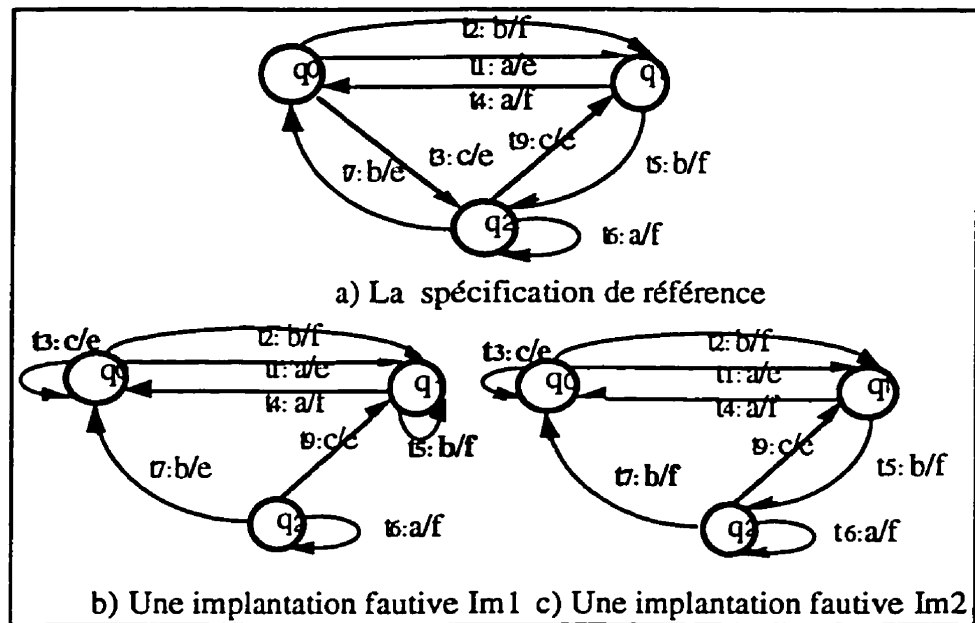 t2: b/f
q0
t1: a/e
q1
t4: a/f
t9: c/e
t3: c/e
t7: b/e
t5: b/f
q2
t6: a/f
a) La spécification de référence
t3: c/e
t2: b/f
q0
t1: a/e
q1
t4: a/f
t9: c/e
t5: b/f
t7: b/e
q2
t6: a/f
t3: c/e
t2: b/f
q0
t1: a/e
q1
t4: a/f
t9: c/e
t7: b/f
t5: b/f
q2
t6: a/f
b) Une implantation fautive Im1 c) Une implantation fautive Im2